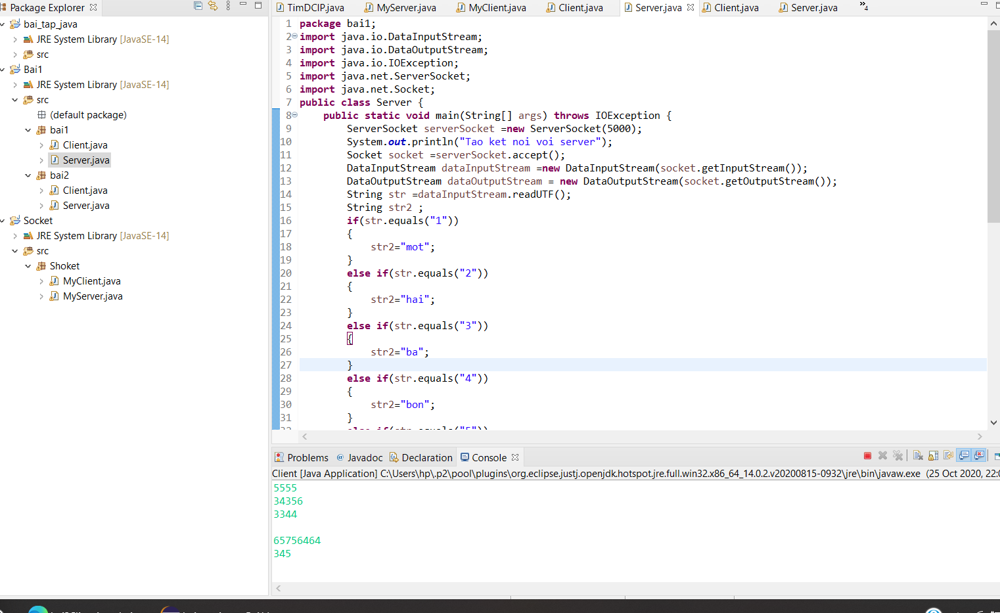 Package Explorer
bai_tap_java
JRE System Library [JavaSE-14]
src
Bai1
JRE System Library [JavaSE-14]
src
(default package)
bai1
Client.java
Server.java
bai2
Client.java
Server.java
Socket
JRE System Library [JavaSE-14]
src
Shoket
MyClient.java
MyServer.java
TimDCIP.java MyServer.java MyClient.java Client.java Server.java Client.java Server.java »4
1 package bai1;
2 import java.io.DataInputStream;
3 import java.io.DataOutputStream;
4 import java.io.IOException;
5 import java.net.ServerSocket;
6 import java.net.Socket;
7 public class Server {
8 public static void main(String[] args) throws IOException {
9 ServerSocket serverSocket =new ServerSocket(5000);
10 System.out.println("Tao ket noi voi server");
11 Socket socket =serverSocket.accept();
12 DataInputStream dataInputStream =new DataInputStream(socket.getInputStream());
13 DataOutputStream dataOutputStream = new DataOutputStream(socket.getOutputStream());
14 String str =dataInputStream.readUTF();
15 String str2 ;
16 if(str.equals("1"))
17 {
18 str2="mot";
19 }
20 else if(str.equals("2"))
21 {
22 str2="hai";
23 }
24 else if(str.equals("3"))
25 {
26 str2="ba";
27 }
28 else if(str.equals("4"))
29 {
30 str2="bon";
31 }
32 else if(str.equals("5"))
Problems Javadoc Declaration Console
Client [Java Application] C:\Users\hp\.p2\pool\plugins\org.eclipse.justj.openjdk.hotspot.jre.full.win32.x86_64_14.0.2.v20200815-0932\jre\bin\javaw.exe (25 Oct 2020, 22:0
5555
34356
3344
65756464
345